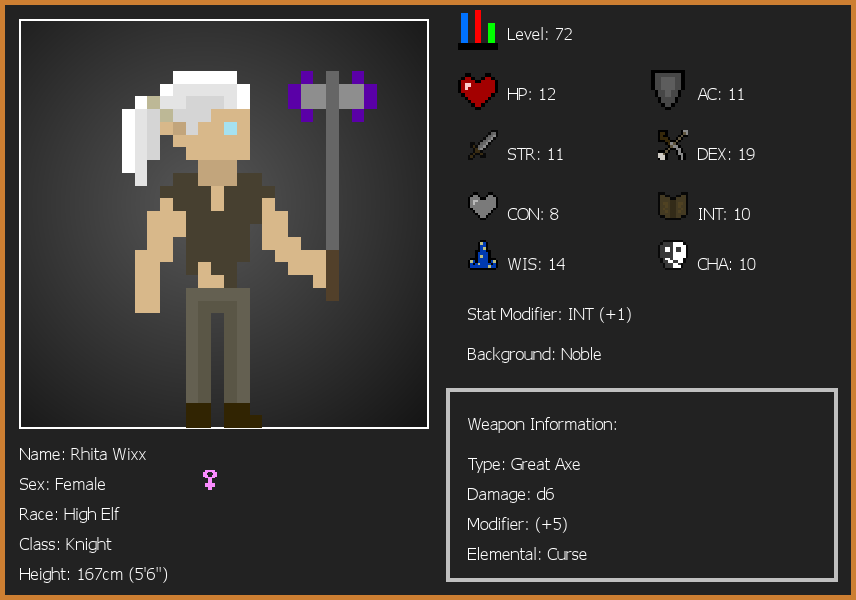 Level: 72
HP: 12
AC: 11
STR: 11
DEX: 19
CON: 8
INT: 10
WIS: 14
CHA: 10
Stat Modifier: INT (+1)
Background: Noble
Weapon Information:
Type: Great Axe
Damage: d6
Modifier: (+5)
Elemental: Curse
Name: Rhita Wixx
Sex: Female
Race: High Elf
Class: Knight
Height: 167cm (5'6")